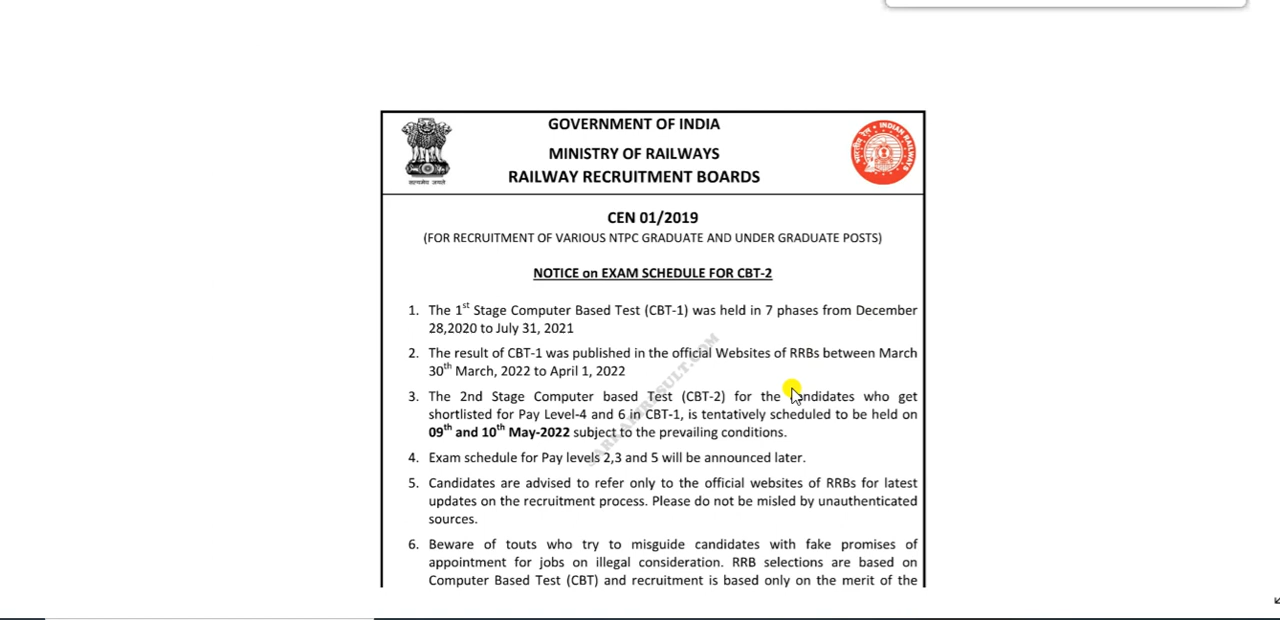 GOVERNMENT OF INDIA
MINISTRY OF RAILWAYS
RAILWAY RECRUITMENT BOARDS
सत्यमेव जयते
INDIAN RAILWAYS
भारतीय रेल
CEN 01/2019
(FOR RECRUITMENT OF VARIOUS NTPC GRADUATE AND UNDER GRADUATE POSTS)
NOTICE on EXAM SCHEDULE FOR CBT-2
1. The 1st Stage Computer Based Test (CBT-1) was held in 7 phases from December
28,2020 to July 31, 2021
2. The result of CBT-1 was published in the official Websites of RRBs between March
30th March, 2022 to April 1, 2022
3. The 2nd Stage Computer based Test (CBT-2) for the candidates who get
shortlisted for Pay Level-4 and 6 in CBT-1, is tentatively scheduled to be held on
09th and 10th May-2022 subject to the prevailing conditions.
4. Exam schedule for Pay levels 2,3 and 5 will be announced later.
5. Candidates are advised to refer only to the official websites of RRBs for latest
updates on the recruitment process. Please do not be misled by unauthenticated
sources.
6. Beware of touts who try to misguide candidates with fake promises of
appointment for jobs on illegal consideration. RRB selections are based on
Computer Based Test (CBT) and recruitment is based only on the merit of the
SARKARIRESULT.COM